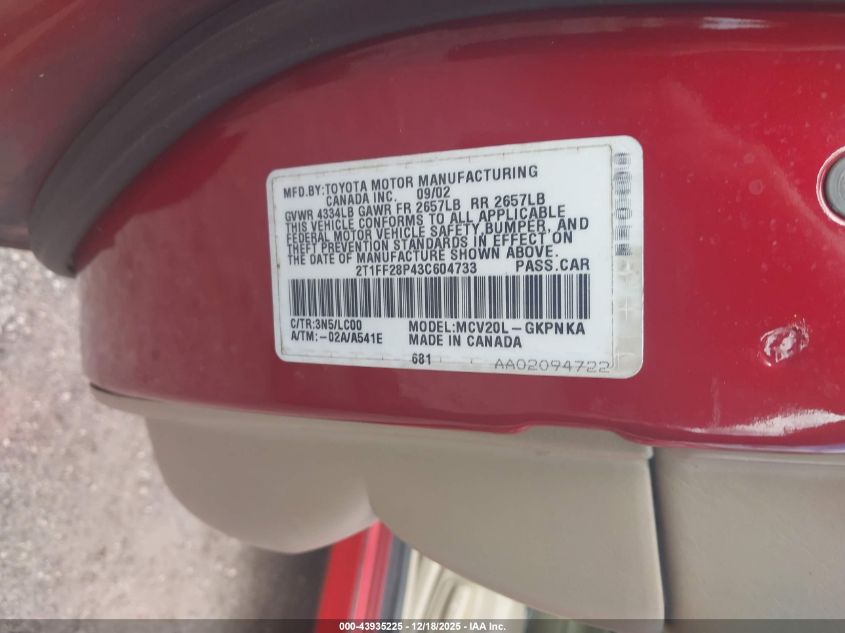 MFD.BY:TOYOTA MOTOR MANUFACTURING
CANADA INC. 09/02
GVWR 4334LB GAWR FR 2657LB RR 2657LB
THIS VEHICLE CONFORMS TO ALL APPLICABLE
FEDERAL MOTOR VEHICLE SAFETY,BUMPER, AND
THEFT PREVENTION STANDARDS IN EFFECT ON
THE DATE OF MANUFACTURE SHOWN ABOVE.
2T1FF28P43C604733 PASS.CAR
C/TR:3N5/LC00 MODEL:MCV20L-GKPNKA
A/TM:-02A/A541E MADE IN CANADA
681 AA02094722
000-43935225 - 12/18/2025 - IAA Inc.